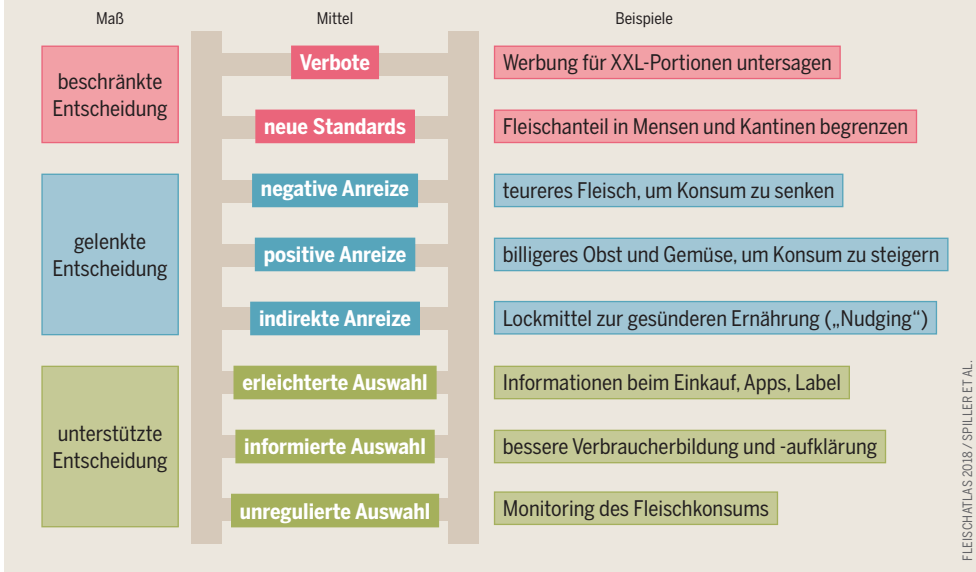 Maß Mittel Beispiele
beschränkte
Entscheidung
Verbote
Werbung für XXL-Portionen untersagen
neue Standards
Fleischanteil in Mensen und Kantinen begrenzen
gelenkte
Entscheidung
negative Anreize
teureres Fleisch, um Konsum zu senken
positive Anreize
billigeres Obst und Gemüse, um Konsum zu steigern
indirekte Anreize
Lockmittel zur gesünderen Ernährung („Nudging“)
unterstützte
Entscheidung
erleichterte Auswahl
Informationen beim Einkauf, Apps, Label
informierte Auswahl
bessere Verbraucherbildung und -aufklärung
unregulierte Auswahl
Monitoring des Fleischkonsums
FLEISCHATLAS 2018 / SPILLER ET AL.